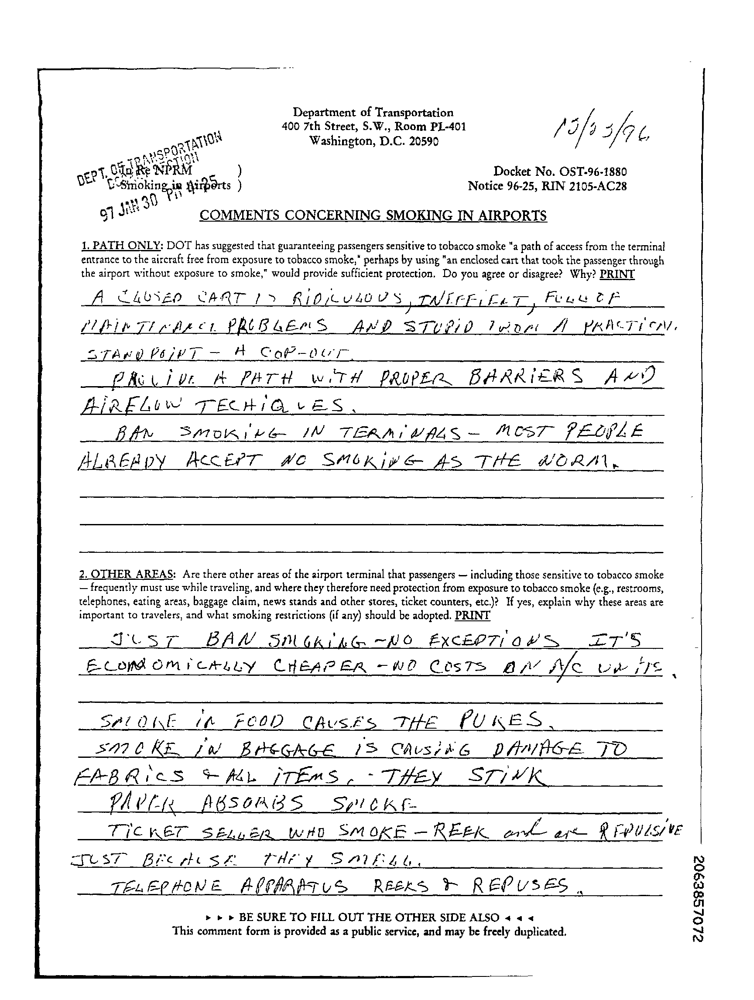 Department of Transportation
400 7th Street, S.W., Room PL-401
Washington, D.C. 20590
DEPT. OF TRANSPORTATION
In Re NPRM )
Smoking in Airports )
97 JAN 30 PM
Docket No. OST-96-1880
Notice 96-25, RIN 2105-AC28
COMMENTS CONCERNING SMOKING IN AIRPORTS
1. PATH ONLY: DOT has suggested that guaranteeing passengers sensitive to tobacco smoke "a path of access from the terminal
entrance to the aircraft free from exposure to tobacco smoke," perhaps by using "an enclosed cart that took the passenger through
the airport without exposure to smoke," would provide sufficient protection. Do you agree or disagree? Why? PRINT
A CLOSED CART IS RIDICULOUS, INEFFIENT, FULL OF
MAINTINANCE PROBLEMS AND STUPID FROM A PRACTICAL
STANDPOINT - A COP-OUT.
A PATH WITH PROPER BARRIERS AND
AIRFLOW TECHIQUES.
BAN SMOKING IN TERMINALS - MOST PEOPLE
ALREADY ACCEPT NO SMOKING AS THE NORM.
2. OTHER AREAS: Are there other areas of the airport terminal that passengers — including those sensitive to tobacco smoke
— frequently must use while traveling, and where they therefore need protection from exposure to tobacco smoke (e.g., restrooms,
telephones, eating areas, baggage claim, news stands and other stores, ticket counters, etc.)? If yes, explain why these areas are
important to travelers, and what smoking restrictions (if any) should be adopted. PRINT
JUST BAN SMOKING - NO EXCEPTIONS IT'S
ECONOMICALLY CHEAPER - NO COSTS ON A/C UNITS.
SMOKE IN FOOD CAUSES THE PUKES.
SMOKE IN BAGGAGE IS CAUSING DAMAGE TO
FABRICS & ALL ITEMS. - THEY STINK
PAPER ABSORBS SMOKE
TICKET SELLER WHO SMOKE - REEK and are REPULSIVE
JUST BECAUSE THEY SMELL.
TELEPHONE APPARATUS REEKS & REPUSES.
▸ ▸ ▸ BE SURE TO FILL OUT THE OTHER SIDE ALSO ◂ ◂ ◂
This comment form is provided as a public service, and may be freely duplicated.
2063857072